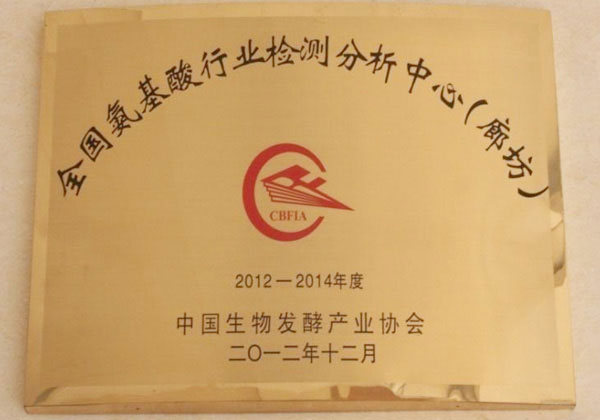 全国氨基酸行业检测分析中心(廊坊)
CBFIA
2012—2014年度
中国生物发酵产业协会
二〇一二年十二月